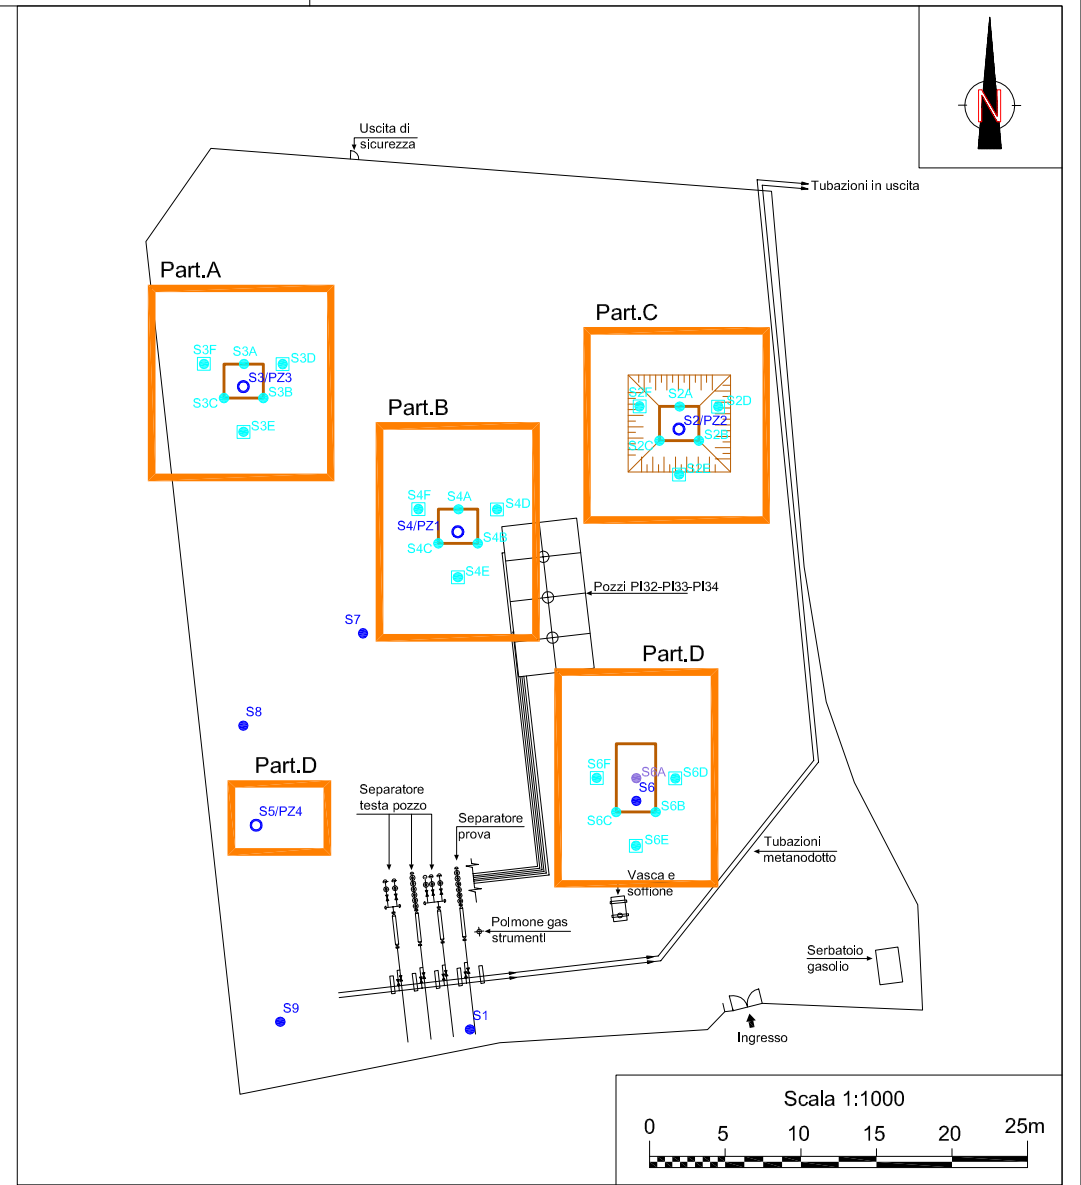 N
Uscita di
sicurezza
Tubazioni in uscita
Part.A
S3F
S3A
S3D
S3/PZ3
S3C
S3B
S3E
Part.C
S2F
S2A
S2D
S2/PZ2
S2C
S2B
S2E
Part.B
S4F
S4A
S4D
S4/PZ1
S4C
S4B
S4E
Pozzi PI32-PI33-PI34
S7
Part.D
S6F
S6A
S6D
S6
S6C
S6B
S6E
S8
Part.D
S5/PZ4
Separatore
testa pozzo
Separatore
prova
Tubazioni
metanodotto
Vasca e
soffione
Polmone gas
strumenti
Serbatoio
gasolio
S9
S1
Ingresso
Scala 1:1000
0 5 10 15 20 25m